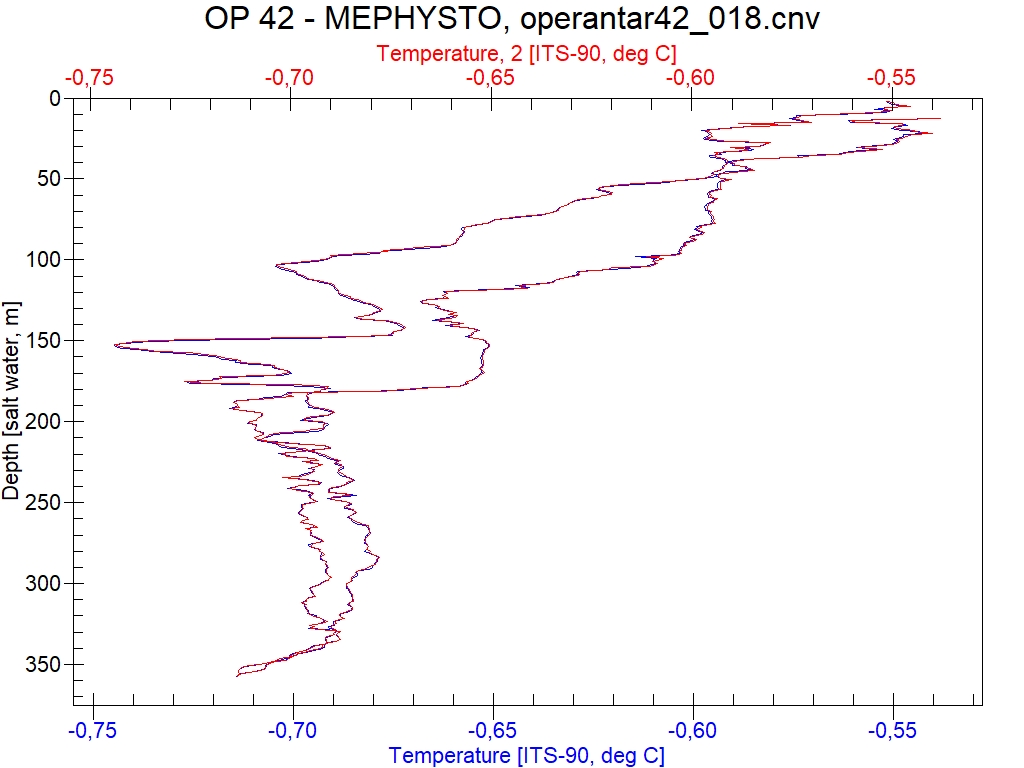 OP 42 - MEPHYSTO, operantar42_018.cnv
Temperature, 2 [ITS-90, deg C]
-0,75 -0,70 -0,65 -0,60 -0,55
0
50
100
150
200
250
300
350
Depth [salt water, m]
-0,75 -0,70 -0,65 -0,60 -0,55
Temperature [ITS-90, deg C]